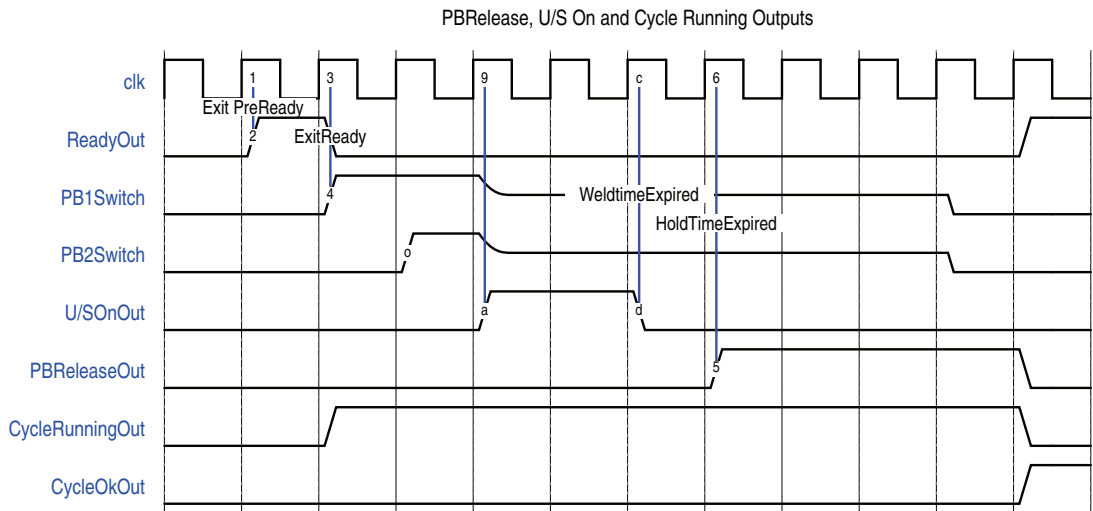 PBRelease, U/S On and Cycle Running Outputs
clk
1
3
9
c
6
Exit PreReady
ReadyOut
2
ExitReady
PB1Switch
4
WeldtimeExpired
HoldTimeExpired
PB2Switch
o
U/SOnOut
a
d
PBReleaseOut
5
CycleRunningOut
CycleOkOut